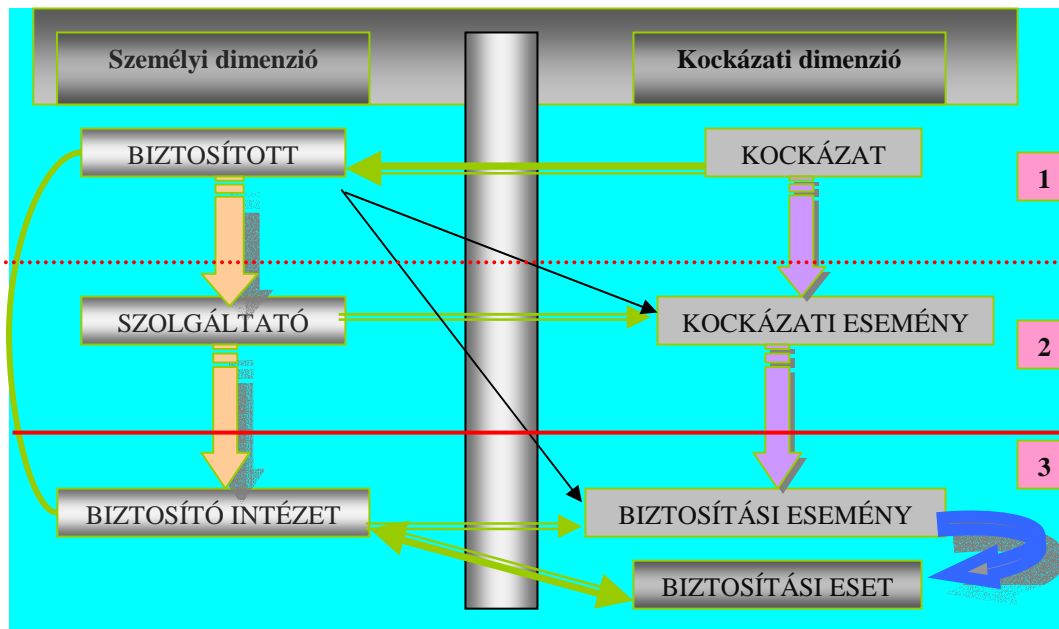 Személyi dimenzió
Kockázati dimenzió
BIZTOSÍTOTT
KOCKÁZAT
1
SZOLGÁLTATÓ
KOCKÁZATI ESEMÉNY
2
3
BIZTOSÍTÓ INTÉZET
BIZTOSÍTÁSI ESEMÉNY
BIZTOSÍTÁSI ESET